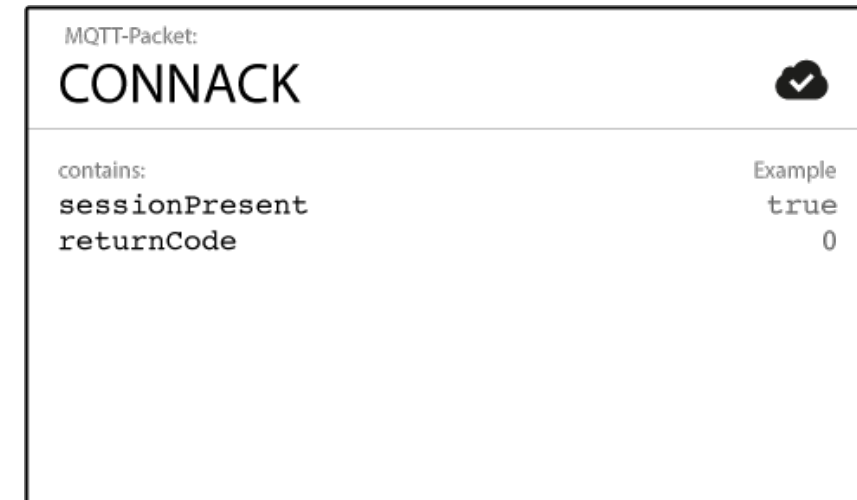 MQTT-Packet:
CONNACK
contains: Example
sessionPresent true
returnCode 0